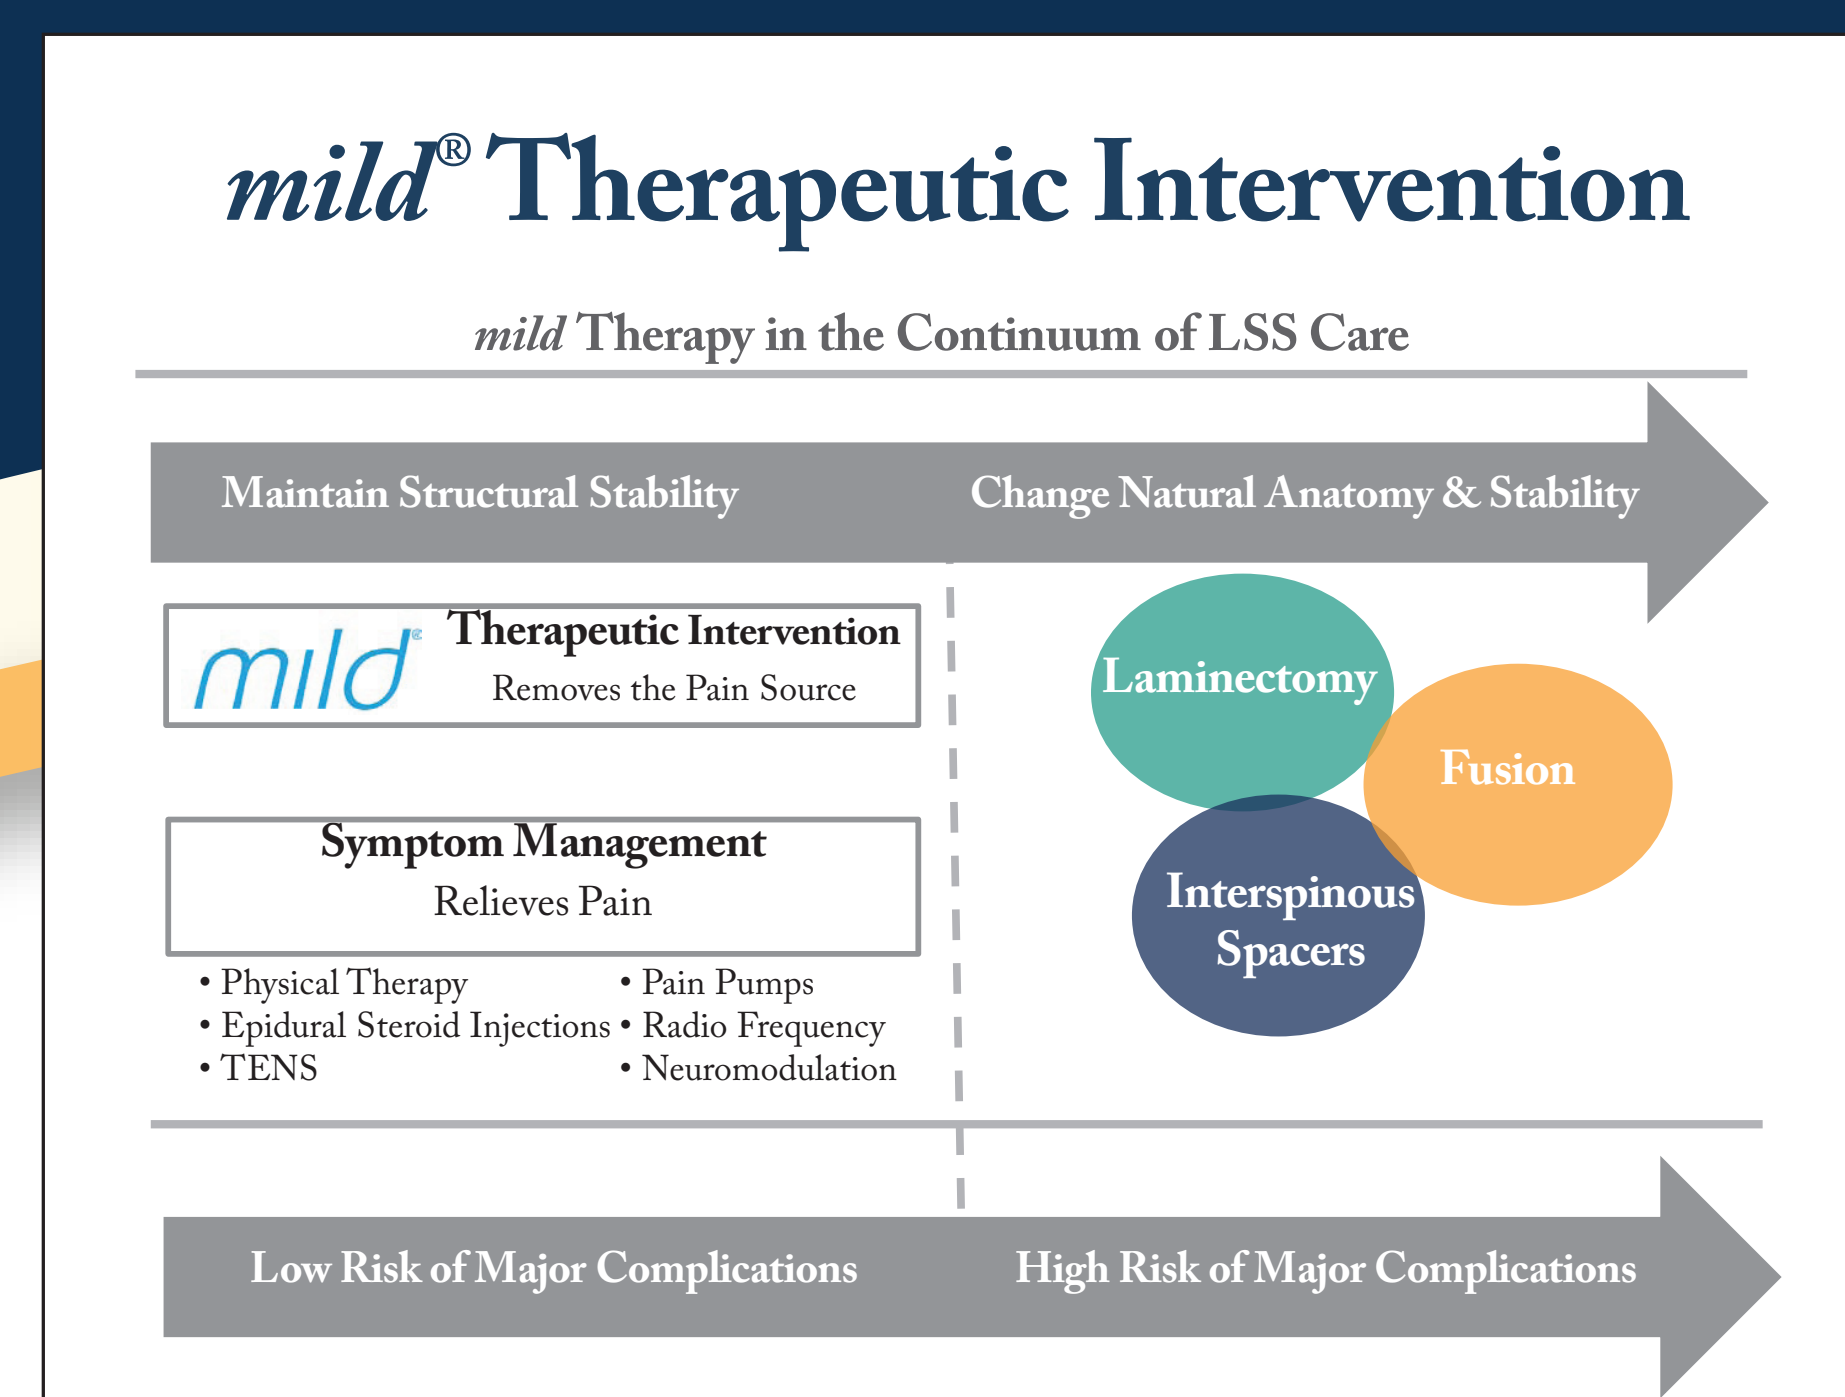 mild® Therapeutic Intervention
mild Therapy in the Continuum of LSS Care
Maintain Structural Stability
Change Natural Anatomy & Stability
mild®
Therapeutic Intervention
Removes the Pain Source
Symptom Management
Relieves Pain
• Physical Therapy
• Epidural Steroid Injections
• TENS
• Pain Pumps
• Radio Frequency
• Neuromodulation
Laminectomy
Fusion
Interspinous
Spacers
Low Risk of Major Complications
High Risk of Major Complications